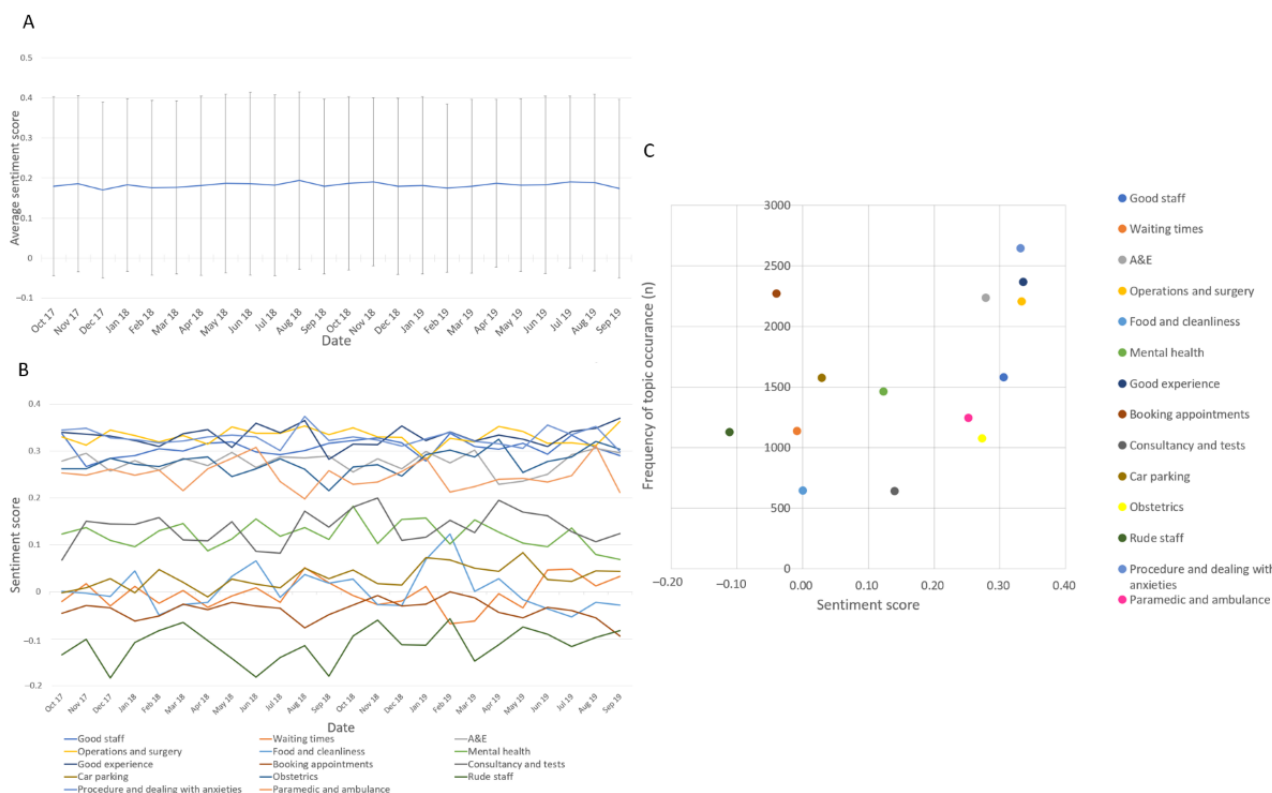 A
0.5
0.4
0.3
0.2
0.1
0
−0.1
Average sentiment score
Oct 17
Nov 17
Dec 17
Jan 18
Feb 18
Mar 18
Apr 18
May 18
Jun 18
Jul 18
Aug 18
Sep 18
Oct 18
Nov 18
Dec 18
Jan 19
Feb 19
Mar 19
Apr 19
May 19
Jun 19
Jul 19
Aug 19
Sep 19
Date
B
0.4
0.3
0.2
0.1
0
−0.1
−0.2
Sentiment score
Oct 17
Nov 17
Dec 17
Jan 18
Feb 18
Mar 18
Apr 18
May 18
Jun 18
Jul 18
Aug 18
Sep 18
Oct 18
Nov 18
Dec 18
Jan 19
Feb 19
Mar 19
Apr 19
May 19
Jun 19
Jul 19
Aug 19
Sep 19
Date
Good staff
Waiting times
A&E
Operations and surgery
Food and cleanliness
Mental health
Good experience
Booking appointments
Consultancy and tests
Car parking
Obstetrics
Rude staff
Procedure and dealing with anxieties
Paramedic and ambulance
C
3000
2500
2000
1500
1000
500
0
Frequency of topic occurance (n)
−0.20
−0.10
0.00
0.10
0.20
0.30
0.40
Sentiment score
Good staff
Waiting times
A&E
Operations and surgery
Food and cleanliness
Mental health
Good experience
Booking appointments
Consultancy and tests
Car parking
Obstetrics
Rude staff
Procedure and dealing with
anxieties
Paramedic and ambulance